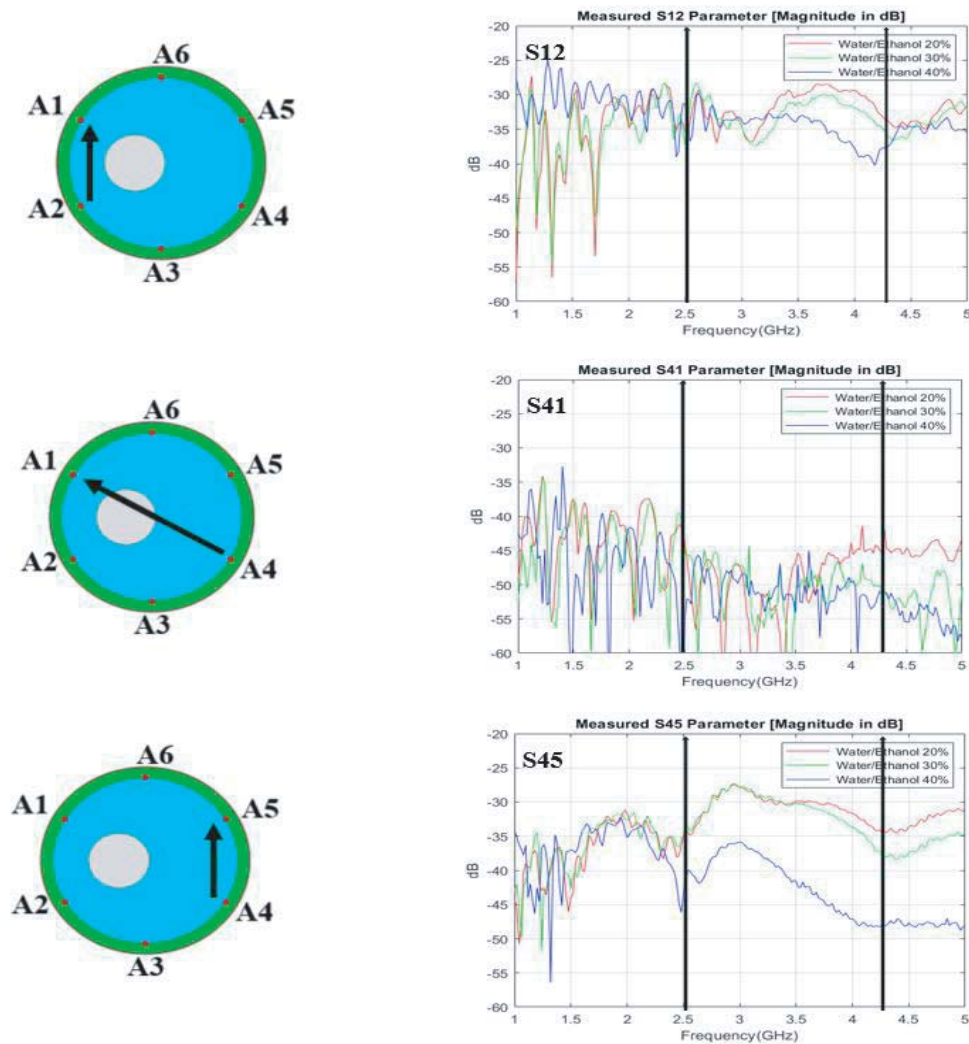 A6
A1
A5
A2
A4
A3
Measured S12 Parameter [Magnitude in dB]
S12
Water/Ethanol 20%
Water/Ethanol 30%
Water/Ethanol 40%
-20
-25
-30
-35
-40
-45
-50
-55
-60
dB
1 1.5 2 2.5 3 3.5 4 4.5 5
Frequency(GHz)
A6
A1
A5
A2
A4
A3
Measured S41 Parameter [Magnitude in dB]
S41
Water/Ethanol 20%
Water/Ethanol 30%
Water/Ethanol 40%
-20
-25
-30
-35
-40
-45
-50
-55
-60
dB
1 1.5 2 2.5 3 3.5 4 4.5 5
Frequency(GHz)
A6
A1
A5
A2
A4
A3
Measured S45 Parameter [Magnitude in dB]
S45
Water/Ethanol 20%
Water/Ethanol 30%
Water/Ethanol 40%
-20
-25
-30
-35
-40
-45
-50
-55
-60
dB
1 1.5 2 2.5 3 3.5 4 4.5 5
Frequency(GHz)